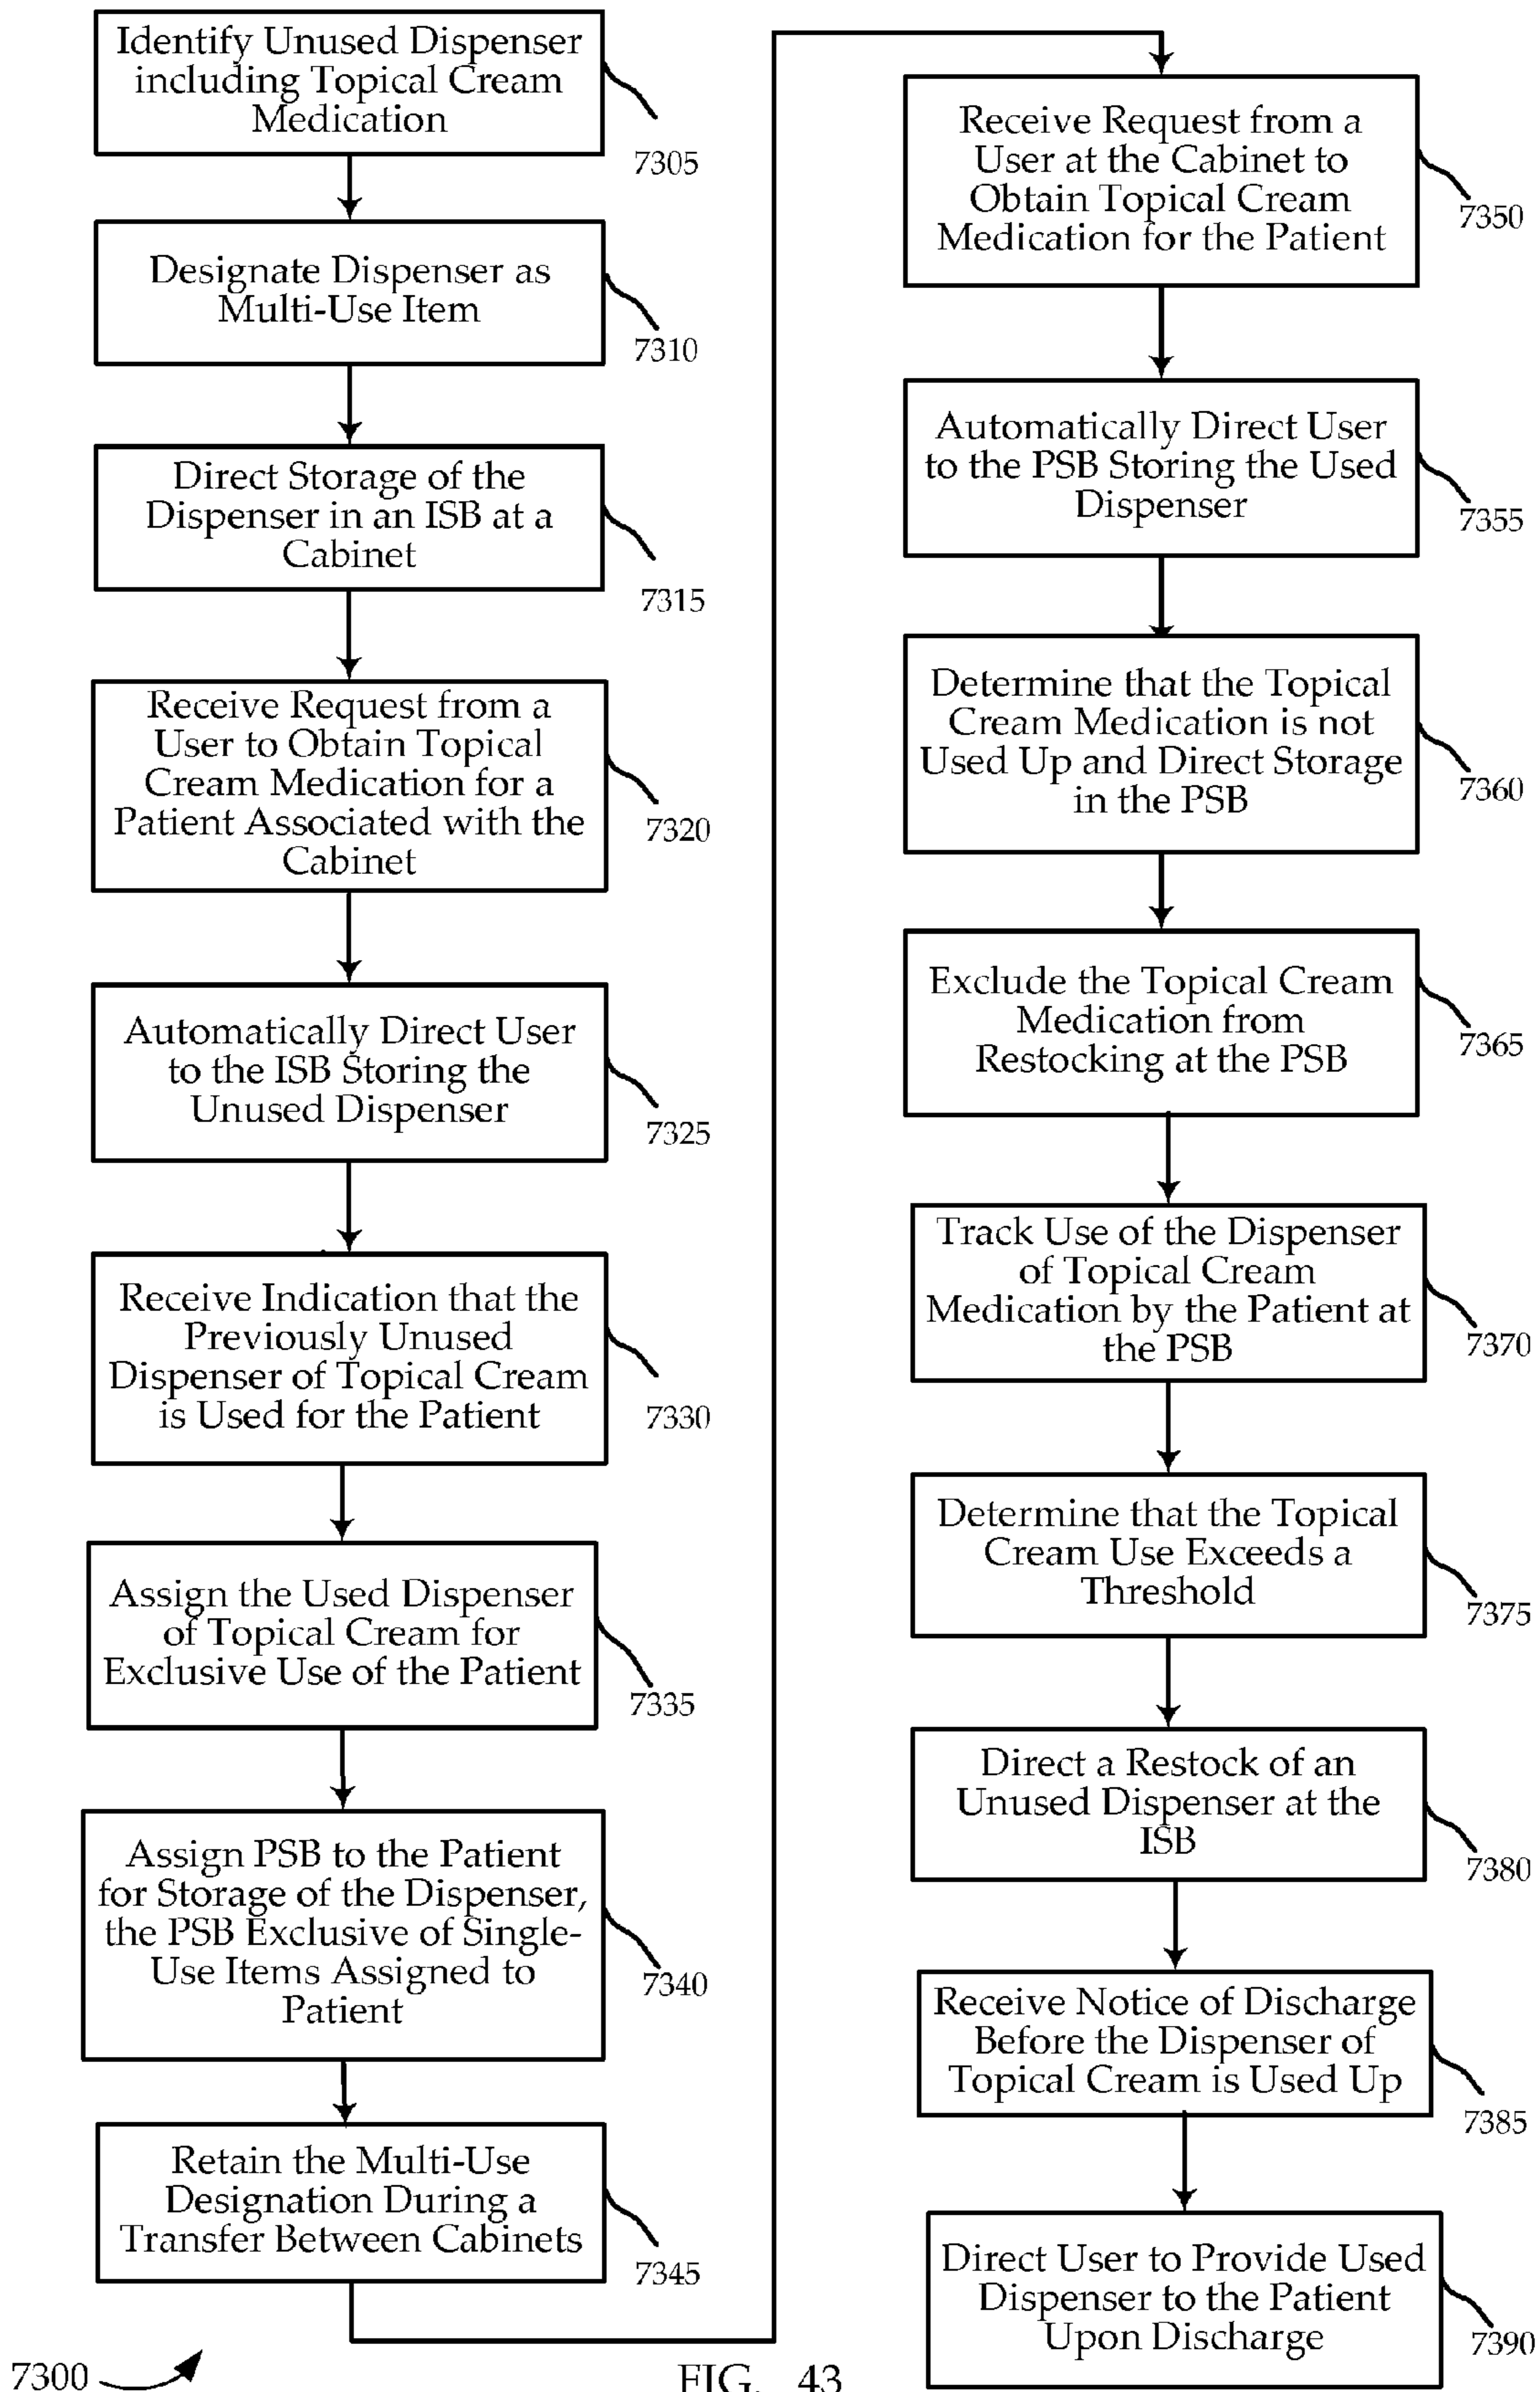 Identify Unused Dispenser
including Topical Cream
Medication
7305
Designate Dispenser as
Multi-Use Item
7310
Direct Storage of the
Dispenser in an ISB at a
Cabinet
7315
Receive Request from a
User to Obtain Topical
Cream Medication for a
Patient Associated with the
Cabinet
7320
Automatically Direct User
to the ISB Storing the
Unused Dispenser
7325
Receive Indication that the
Previously Unused
Dispenser of Topical Cream
is Used for the Patient
7330
Assign the Used Dispenser
of Topical Cream for
Exclusive Use of the Patient
7335
Assign PSB to the Patient
for Storage of the Dispenser,
the PSB Exclusive of Single-
Use Items Assigned to
Patient
7340
Retain the Multi-Use
Designation During a
Transfer Between Cabinets
7345
Receive Request from a
User at the Cabinet to
Obtain Topical Cream
Medication for the Patient
7350
Automatically Direct User
to the PSB Storing the Used
Dispenser
7355
Determine that the Topical
Cream Medication is not
Used Up and Direct Storage
in the PSB
7360
Exclude the Topical Cream
Medication from
Restocking at the PSB
7365
Track Use of the Dispenser
of Topical Cream
Medication by the Patient at
the PSB
7370
Determine that the Topical
Cream Use Exceeds a
Threshold
7375
Direct a Restock of an
Unused Dispenser at the
ISB
7380
Receive Notice of Discharge
Before the Dispenser of
Topical Cream is Used Up
7385
Direct User to Provide Used
Dispenser to the Patient
Upon Discharge
7390
7300
FIG. 43